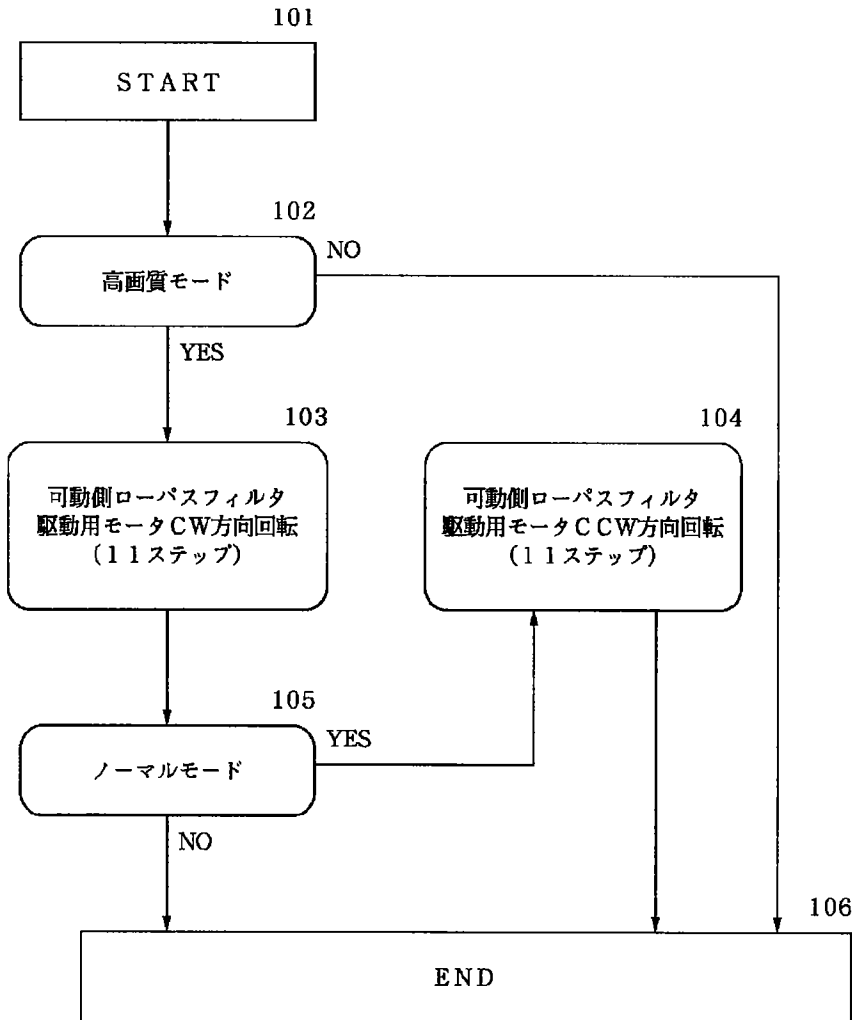 101
START
102
高画質モード
NO
YES
103
可動側ローパスフィルタ
駆動用モータCW方向回転
(11ステップ)
104
可動側ローパスフィルタ
駆動用モータCCW方向回転
(11ステップ)
105
ノーマルモード
YES
NO
106
END